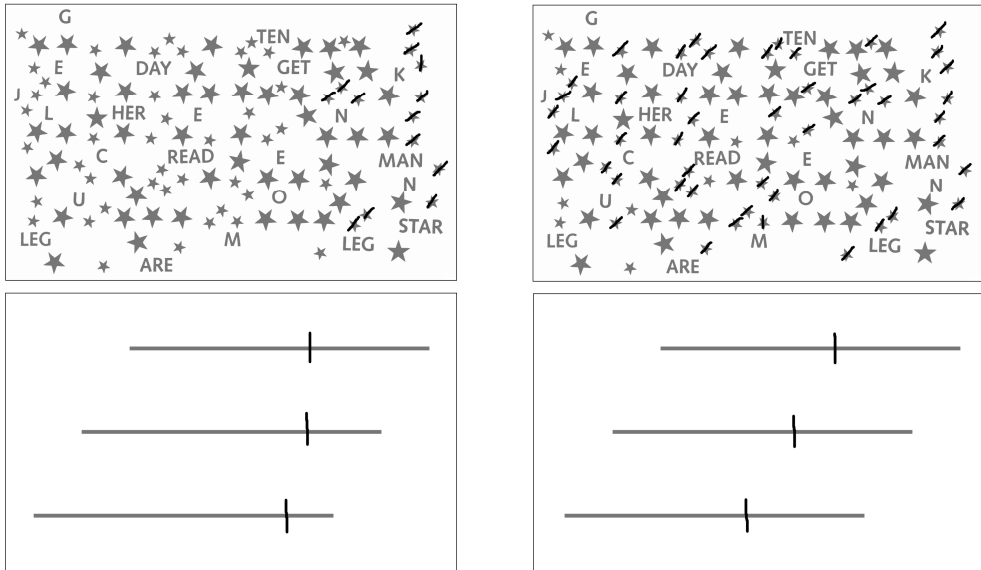 G
TEN
E DAY GET K
J
L HER E N
C READ E MAN
U O N
STAR
LEG M LEG
ARE
G
TEN
E DAY GET K
J
L HER E N
C READ E MAN
U O N
STAR
LEG M LEG
ARE